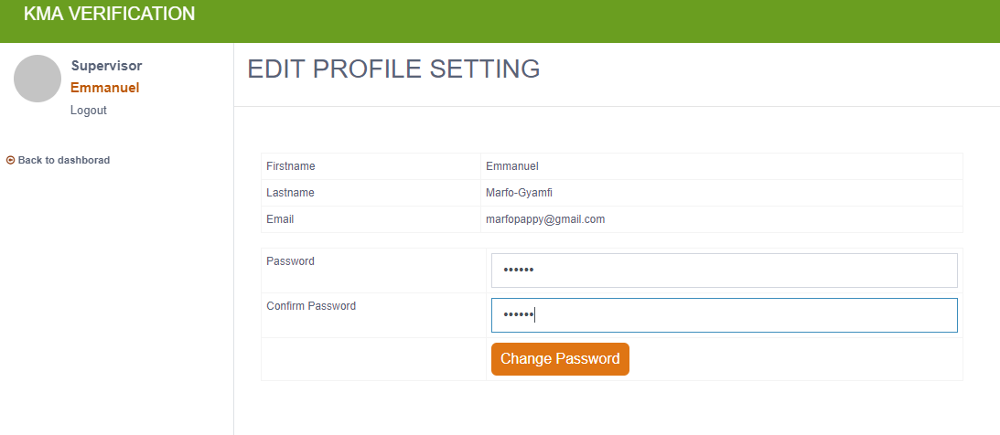 KMA VERIFICATION
Supervisor
Emmanuel
Logout
Back to dashborad
EDIT PROFILE SETTING
Firstname Emmanuel
Lastname Marfo-Gyamfi
Email marfopappy@gmail.com
Password ••••••
Confirm Password ••••••
Change Password